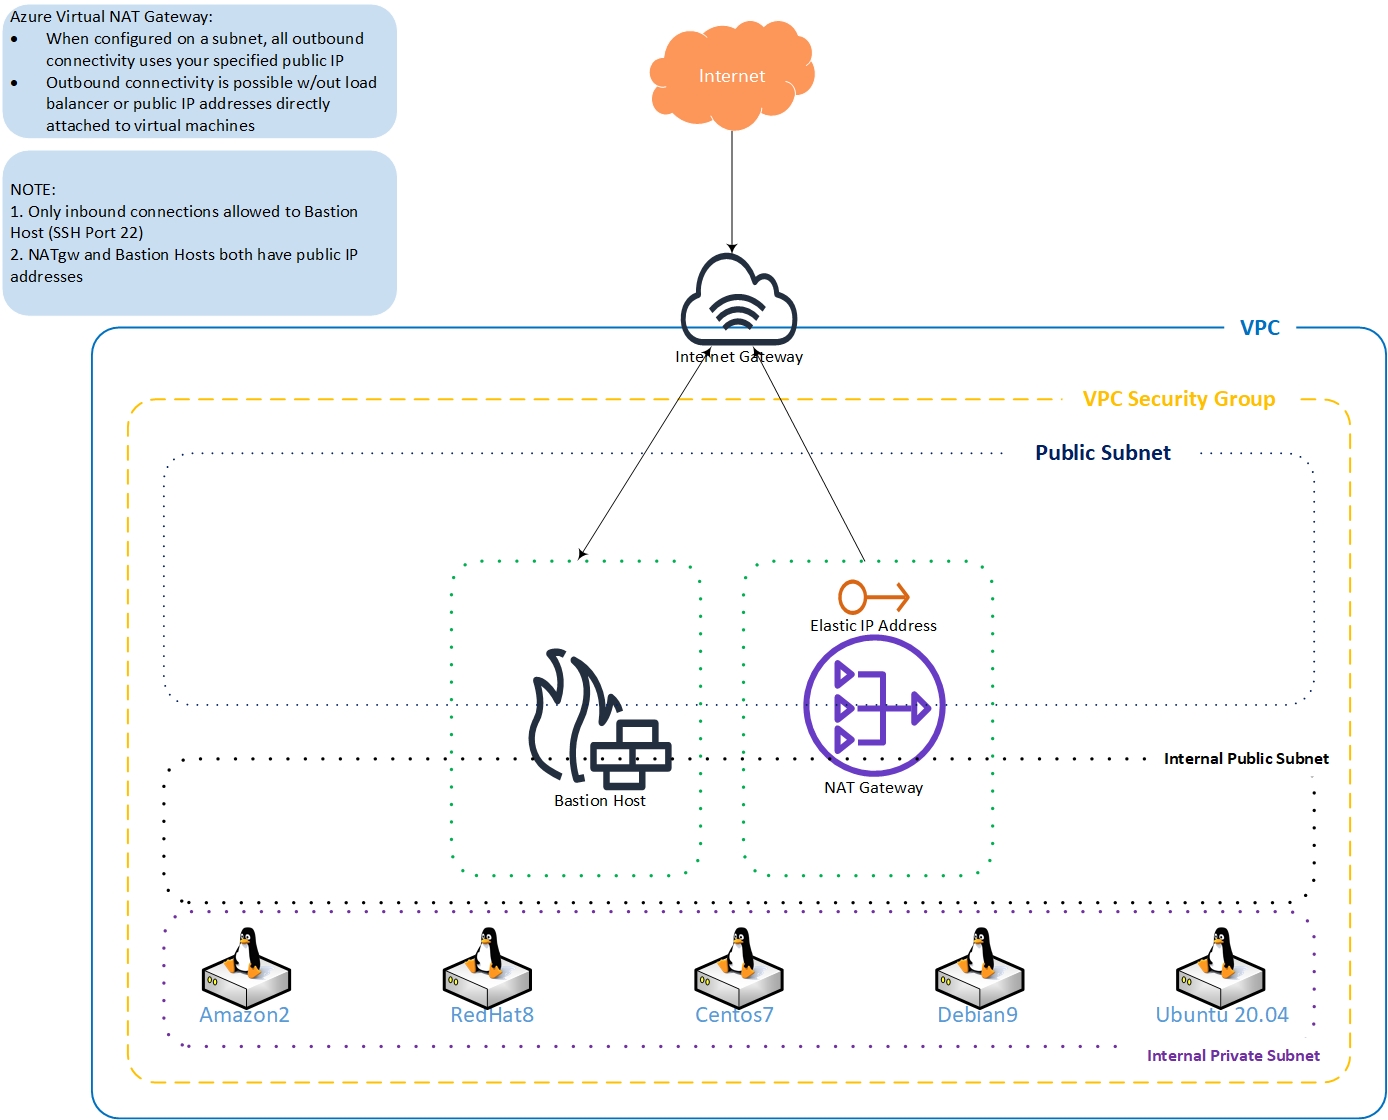 Azure Virtual NAT Gateway:
• When configured on a subnet, all outbound
connectivity uses your specified public IP
• Outbound connectivity is possible w/out load
balancer or public IP addresses directly
attached to virtual machines
NOTE:
1. Only inbound connections allowed to Bastion
Host (SSH Port 22)
2. NATgw and Bastion Hosts both have public IP
addresses
Internet
VPC
Internet Gateway
VPC Security Group
Public Subnet
Elastic IP Address
Internal Public Subnet
NAT Gateway
Bastion Host
Amazon2
RedHat8
Centos7
Debian9
Ubuntu 20.04
Internal Private Subnet